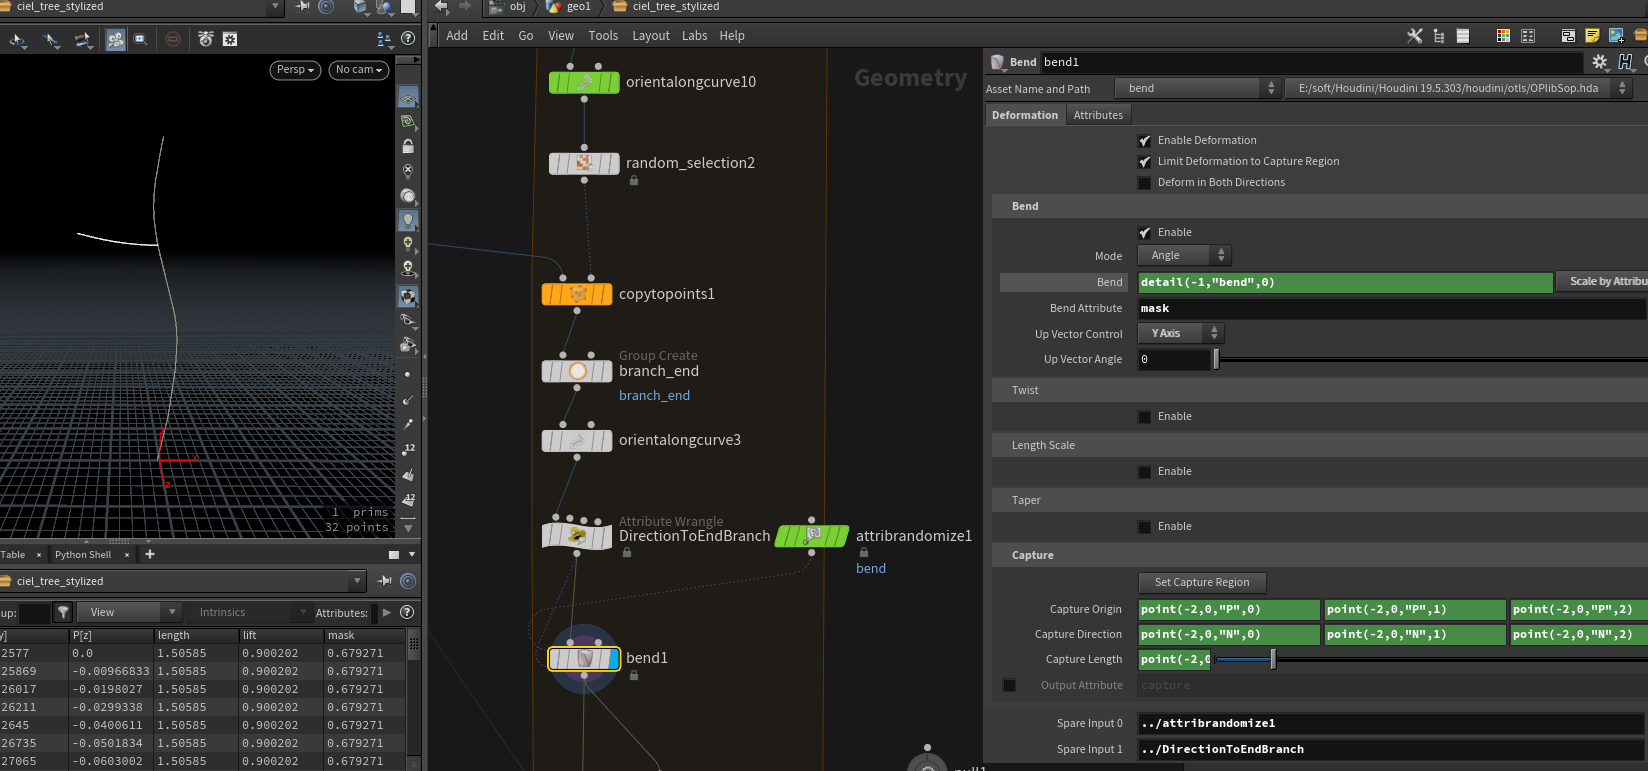 ciel_tree_stylized
obj
geo1
ciel_tree_stylized
Add Edit Go View Tools Layout Labs Help
Persp
No cam
12
12
1 prims
32 points
Table
Python Shell
ciel_tree_stylized
up:
View
Intrinsics
Attributes:
y] P[z] length lift mask
2577 0.0 1.50585 0.900202 0.679271
25869 -0.00966833 1.50585 0.900202 0.679271
26017 -0.0198027 1.50585 0.900202 0.679271
26211 -0.0299338 1.50585 0.900202 0.679271
2645 -0.0400611 1.50585 0.900202 0.679271
26735 -0.0501834 1.50585 0.900202 0.679271
27065 -0.0603002 1.50585 0.900202 0.679271
Geometry
orientalongcurve10
random_selection2
copytopoints1
Group Create
branch_end
branch_end
orientalongcurve3
Attribute Wrangle
DirectionToEndBranch
attribrandomize1
bend
bend1
Bend bend1
Asset Name and Path bend E:/soft/Houdini/Houdini 19.5.303/houdini/otls/OPlibSop.hda
Deformation Attributes
Enable Deformation
Limit Deformation to Capture Region
Deform in Both Directions
Bend
Enable
Mode Angle
Bend detail(-1,"bend",0) Scale by Attribu
Bend Attribute mask
Up Vector Control Y Axis
Up Vector Angle 0
Twist
Enable
Length Scale
Enable
Taper
Enable
Capture
Set Capture Region
Capture Origin point(-2,0,"P",0) point(-2,0,"P",1) point(-2,0,"P",2)
Capture Direction point(-2,0,"N",0) point(-2,0,"N",1) point(-2,0,"N",2)
Capture Length point(-2,0
Output Attribute capture
Spare Input 0 ../attribrandomize1
Spare Input 1 ../DirectionToEndBranch